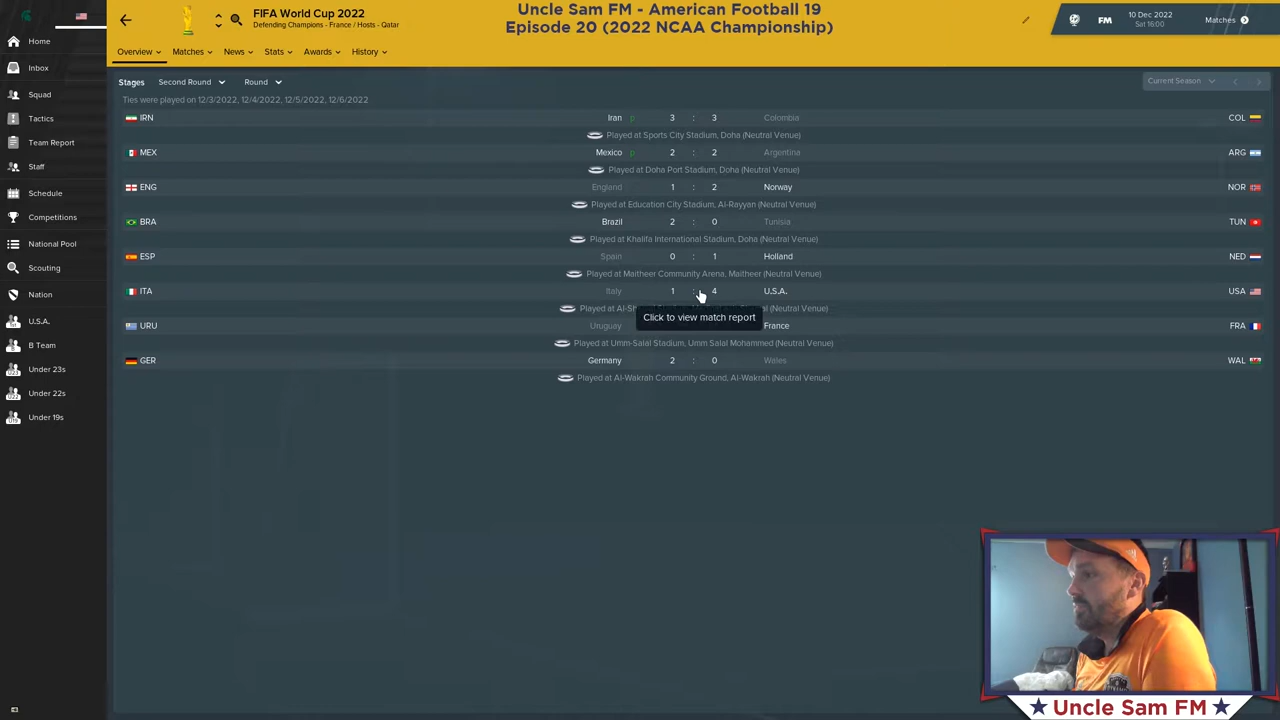 FIFA World Cup 2022
Defending Champions - France / Hosts - Qatar
Uncle Sam FM - American Football 19
Episode 20 (2022 NCAA Championship)
FM
10 Dec 2022
Sat 16:00
Matches
Overview Matches News Stats Awards History
Home
Inbox
Squad
Tactics
Team Report
Staff
Schedule
Competitions
National Pool
Scouting
Nation
U.S.A.
B Team
Under 23s
Under 22s
Under 19s
Stages Second Round Round Current Season
Ties were played on 12/3/2022, 12/4/2022, 12/5/2022, 12/6/2022
IRN Iran p 3 : 3 Colombia COL
Played at Sports City Stadium, Doha (Neutral Venue)
MEX Mexico p 2 : 2 Argentina ARG
Played at Doha Port Stadium, Doha (Neutral Venue)
ENG England 1 : 2 Norway NOR
Played at Education City Stadium, Al-Rayyan (Neutral Venue)
BRA Brazil 2 : 0 Tunisia TUN
Played at Khalifa International Stadium, Doha (Neutral Venue)
ESP Spain 0 : 1 Holland NED
Played at Maitheer Community Arena, Maitheer (Neutral Venue)
ITA Italy 1 : 4 U.S.A. USA
Played at (Neutral Venue)
Click to view match report
URU Uruguay France FRA
Played at Umm-Salal Stadium, Umm Salal Mohammed (Neutral Venue)
GER Germany 2 : 0 Wales WAL
Played at Al-Wakrah Community Ground, Al-Wakrah (Neutral Venue)
Uncle Sam FM